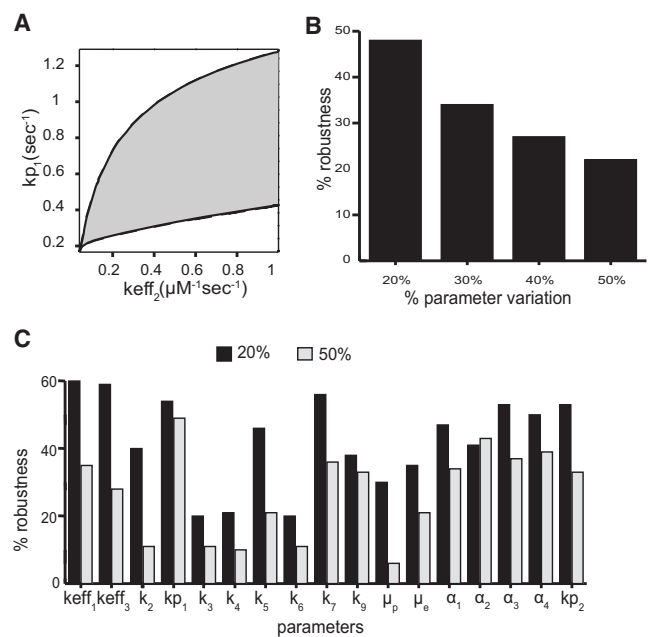 A
kp₁(sec⁻¹)
1.2
1
0.8
0.6
0.4
0.2
0.2 0.4 0.6 0.8 1
keff₂(µM⁻¹sec⁻¹)
B
% robustness
50
40
30
20
10
0
20% 30% 40% 50%
% parameter variation
C
20% 50%
% robustness
60
40
20
0
keff₁ keff₃ k₂ kp₁ k₃ k₄ k₅ k₆ k₇ k₉ µₚ µₑ α₁ α₂ α₃ α₄ kp₂
parameters